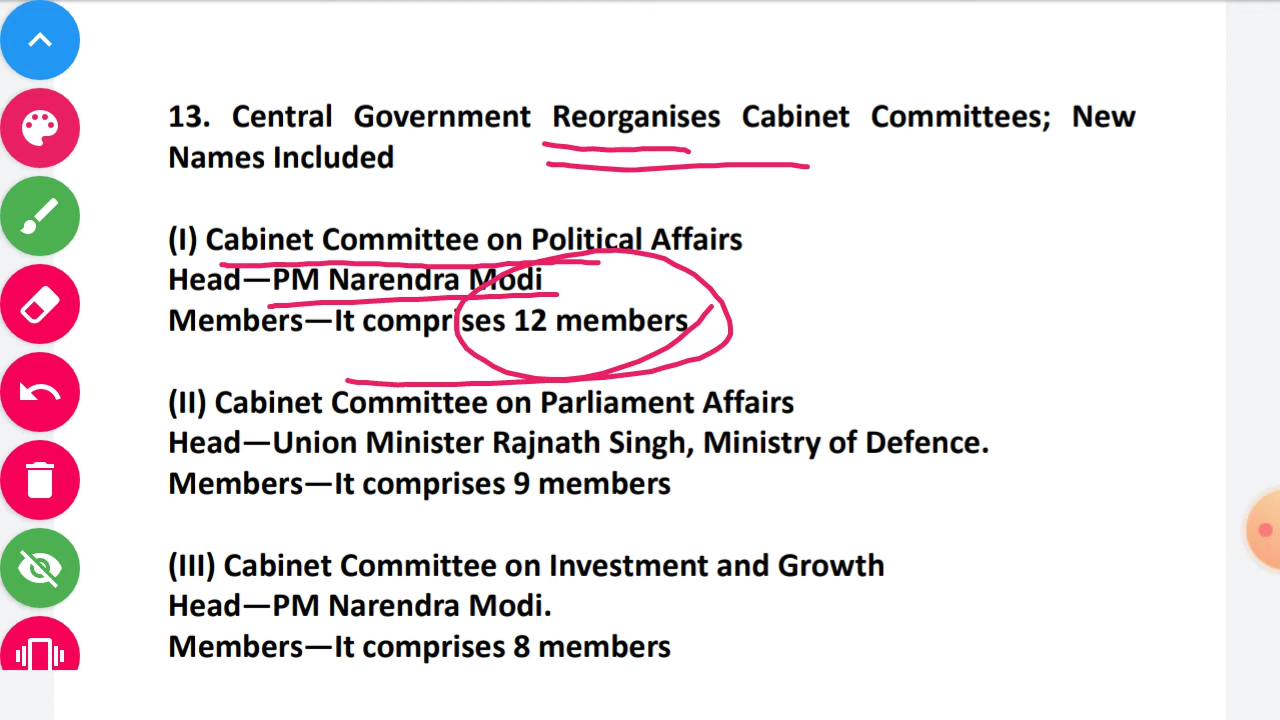 13. Central Government Reorganises Cabinet Committees; New
Names Included
(I) Cabinet Committee on Political Affairs
Head—PM Narendra Modi
Members—It comprises 12 members
(II) Cabinet Committee on Parliament Affairs
Head—Union Minister Rajnath Singh, Ministry of Defence.
Members—It comprises 9 members
(III) Cabinet Committee on Investment and Growth
Head—PM Narendra Modi.
Members—It comprises 8 members